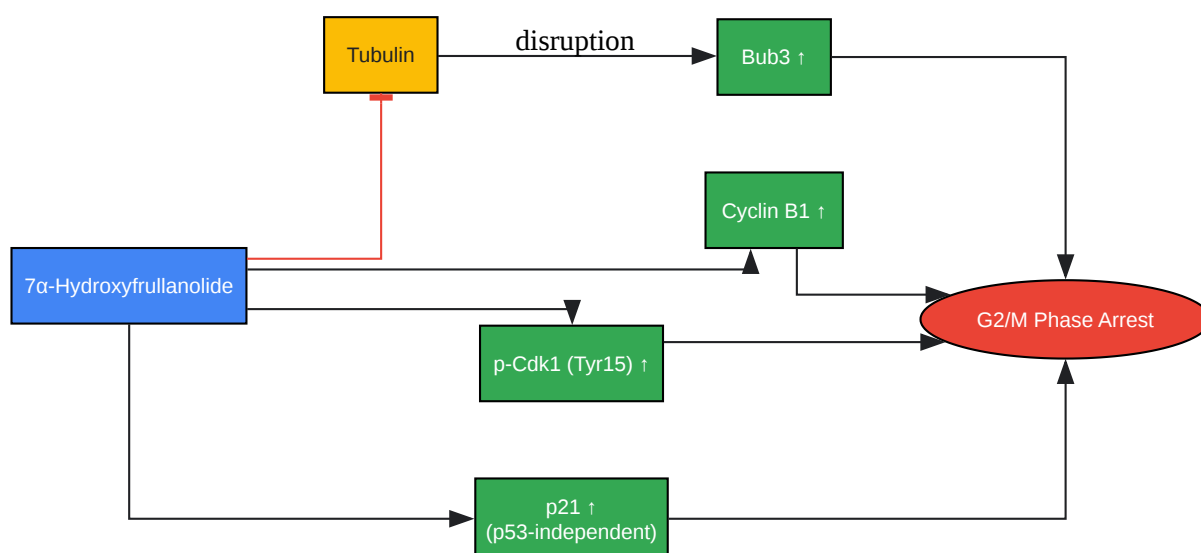 Tubulin
disruption
Bub3 ↑
Cyclin B1 ↑
7α-Hydroxyfrullanolide
G2/M Phase Arrest
p-Cdk1 (Tyr15) ↑
p21 ↑
(p53-independent)